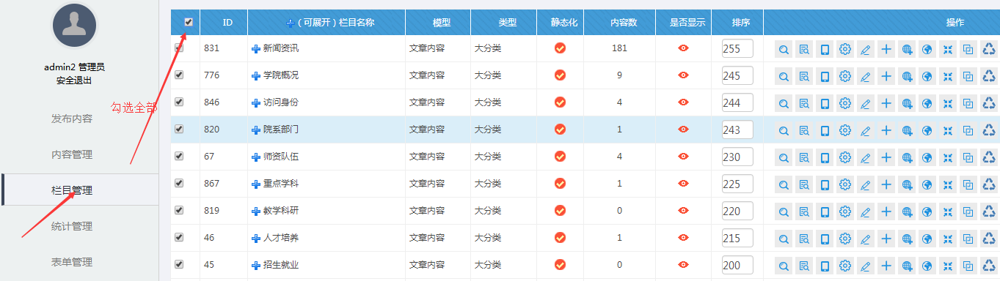 admin2 管理员
安全退出
发布内容
内容管理
栏目管理
统计管理
表单管理
勾选全部
ID (可展开)栏目名称 模型 类型 静态化 内容数 是否显示 排序 操作
831 新闻资讯 文章内容 大分类 181 255
776 学院概况 文章内容 大分类 9 245
846 访问身份 文章内容 大分类 4 244
820 院系部门 文章内容 大分类 1 243
67 师资队伍 文章内容 大分类 4 230
867 重点学科 文章内容 大分类 1 225
819 教学科研 文章内容 大分类 0 220
46 人才培养 文章内容 大分类 1 215
45 招生就业 文章内容 大分类 0 200